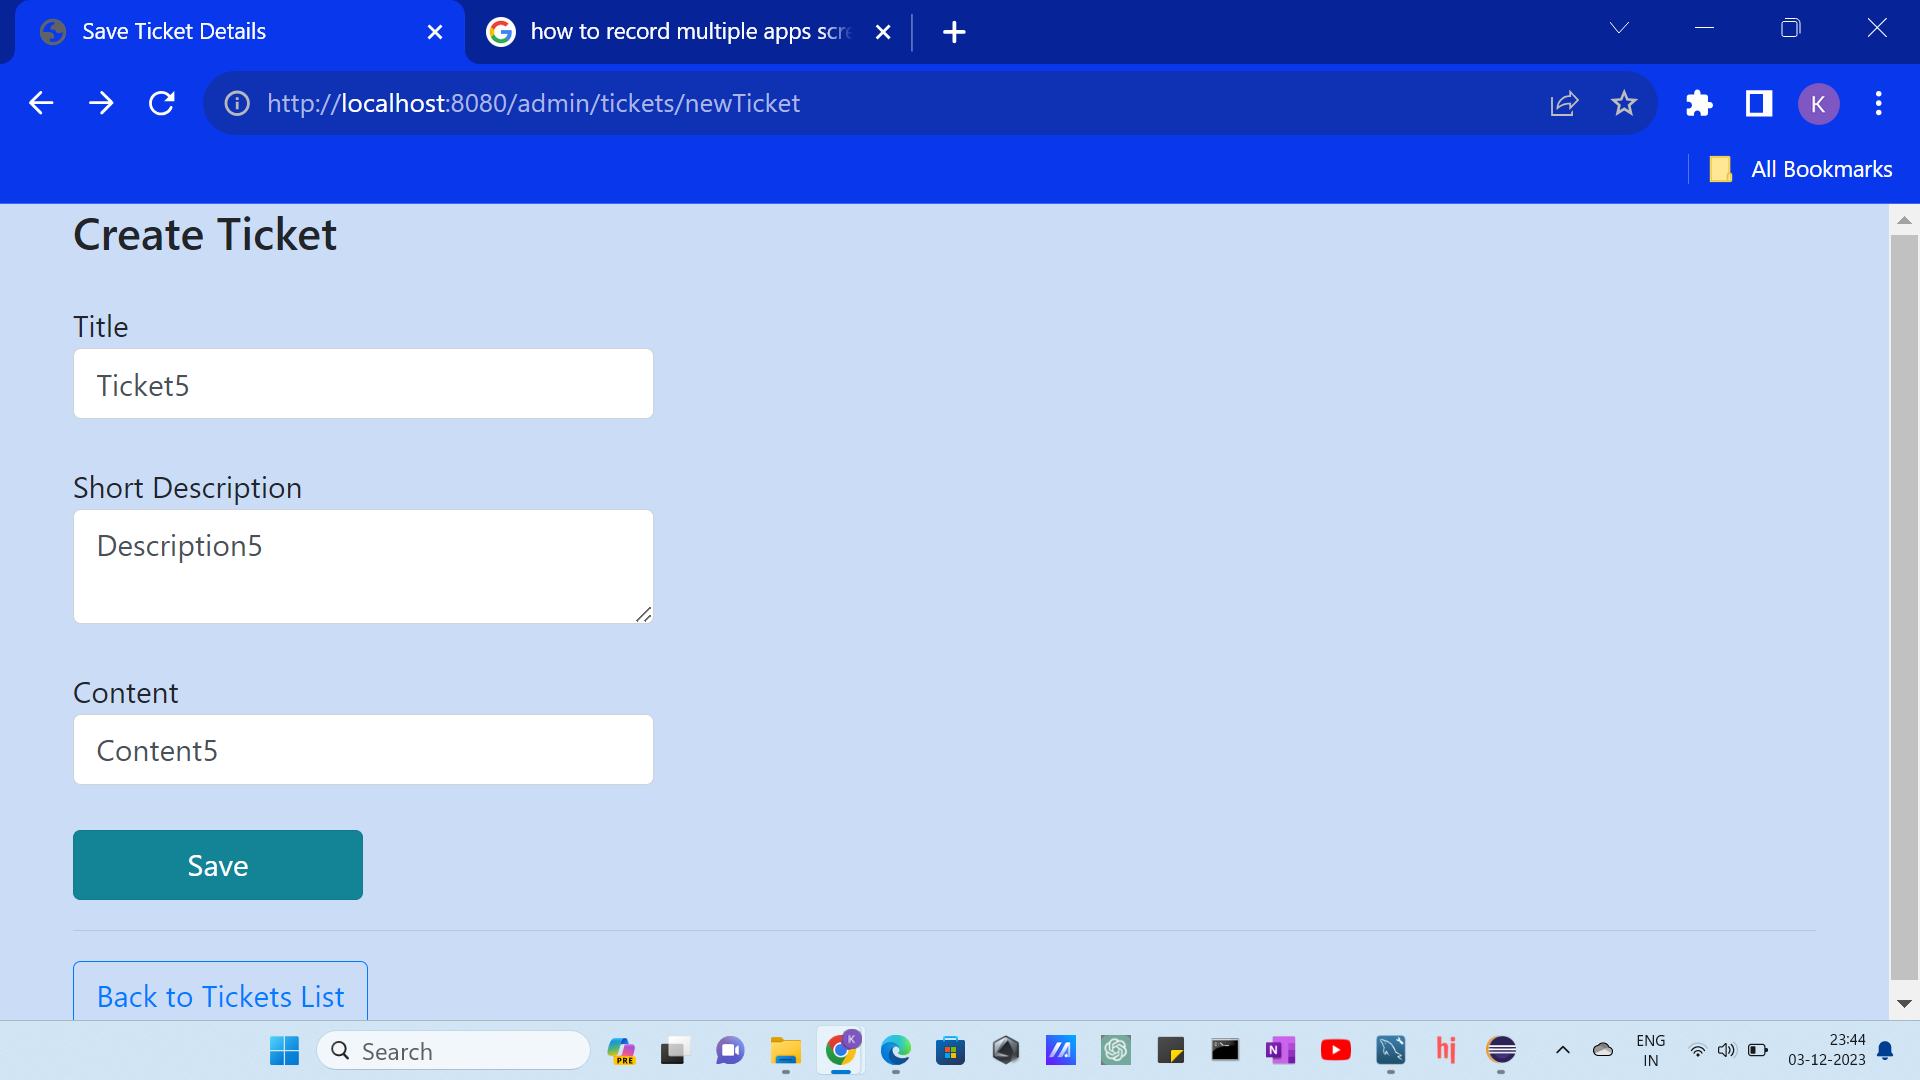 Save Ticket Details
how to record multiple apps scre
http://localhost:8080/admin/tickets/newTicket
K
All Bookmarks
Create Ticket
Title
Ticket5
Short Description
Description5
Content
Content5
Save
Back to Tickets List
Search
PRE
K
N
hj
ENG
IN
23:44
03-12-2023